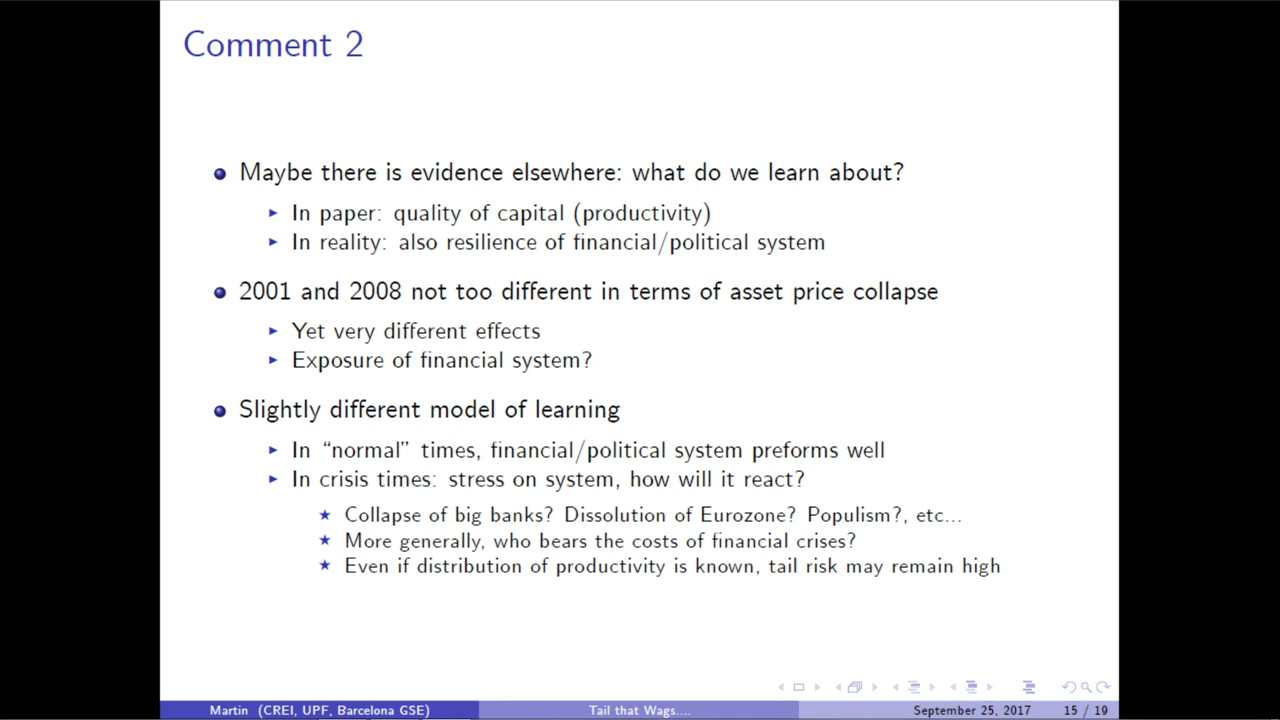 Comment 2
Maybe there is evidence elsewhere: what do we learn about?
In paper: quality of capital (productivity)
In reality: also resilience of financial/political system
2001 and 2008 not too different in terms of asset price collapse
Yet very different effects
Exposure of financial system?
Slightly different model of learning
In “normal” times, financial/political system preforms well
In crisis times: stress on system, how will it react?
Collapse of big banks? Dissolution of Eurozone? Populism?, etc...
More generally, who bears the costs of financial crises?
Even if distribution of productivity is known, tail risk may remain high
Martin (CREI, UPF, Barcelona GSE) Tail that Wags.... September 25, 2017 15 / 19